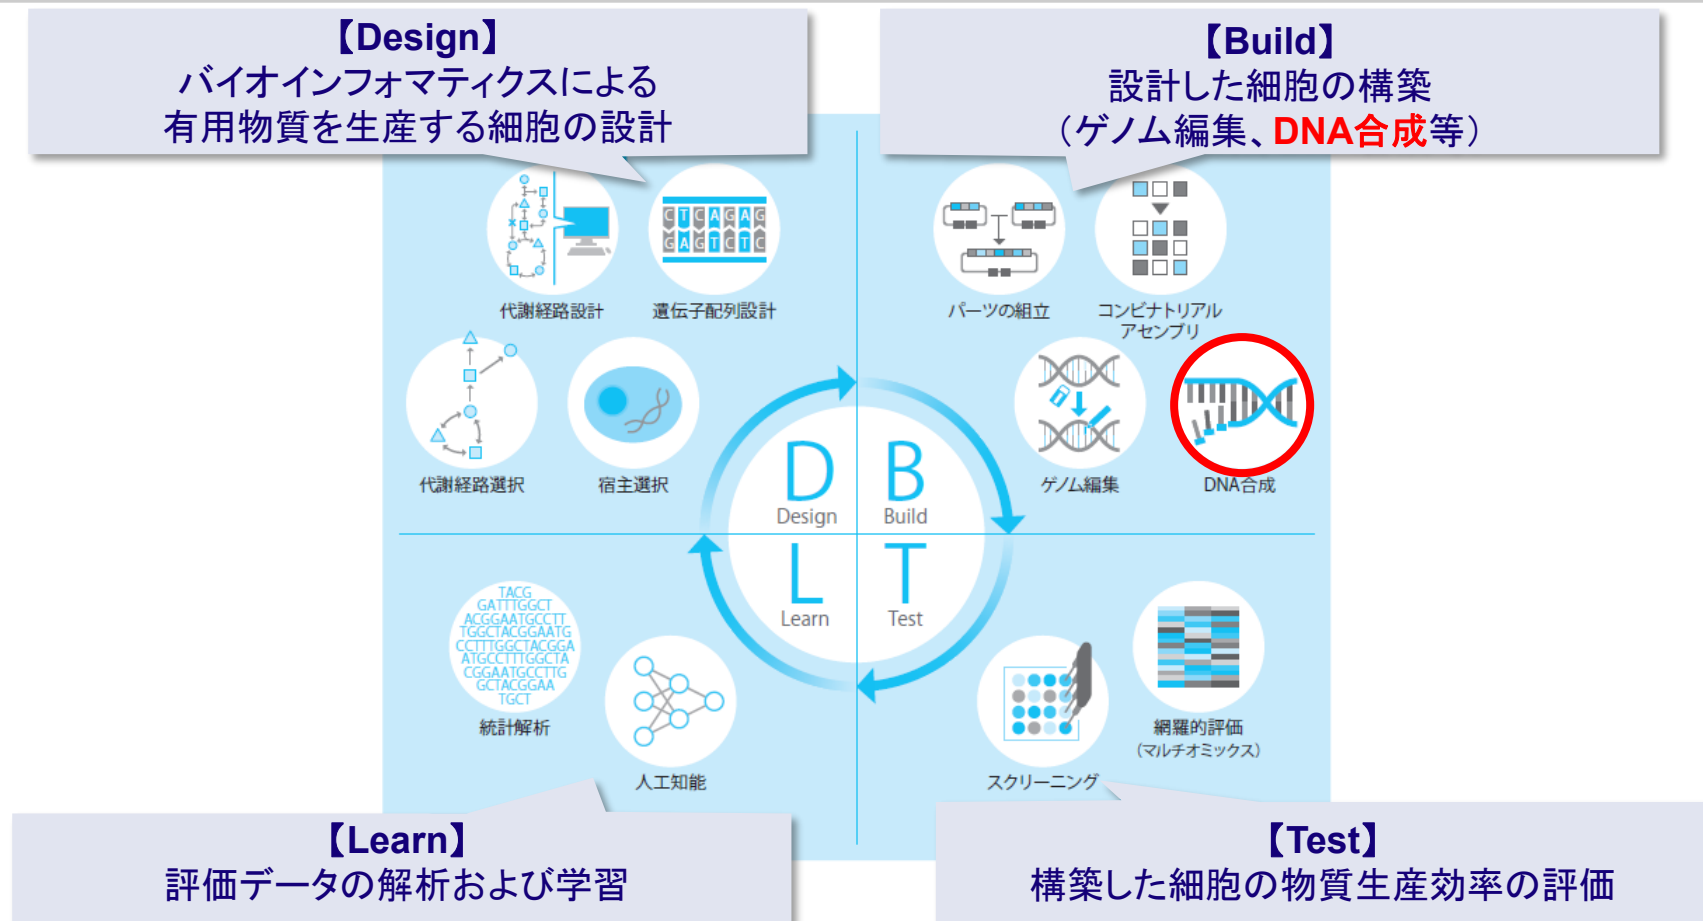 【Design】
バイオインフォマティクスによる
有用物質を生産する細胞の設計
【Build】
設計した細胞の構築
（ゲノム編集、DNA合成等）
CTCAGAG
GAGTCTC
代謝経路設計
遺伝子配列設計
パーツの組立
コンビナトリアル
アセンブリ
代謝経路選択
宿主選択
ゲノム編集
DNA合成
D
Design
B
Build
L
Learn
T
Test
TACG
GATTTGGCT
ACGGAATGCCTT
TGGCTACGGAATG
CCTTTGGCTACGGA
ATGCCTTTGGCTA
CGGAATGCCTTG
GCTACGGAA
TGCT
統計解析
人工知能
スクリーニング
網羅的評価
（マルチオミックス）
【Learn】
評価データの解析および学習
【Test】
構築した細胞の物質生産効率の評価